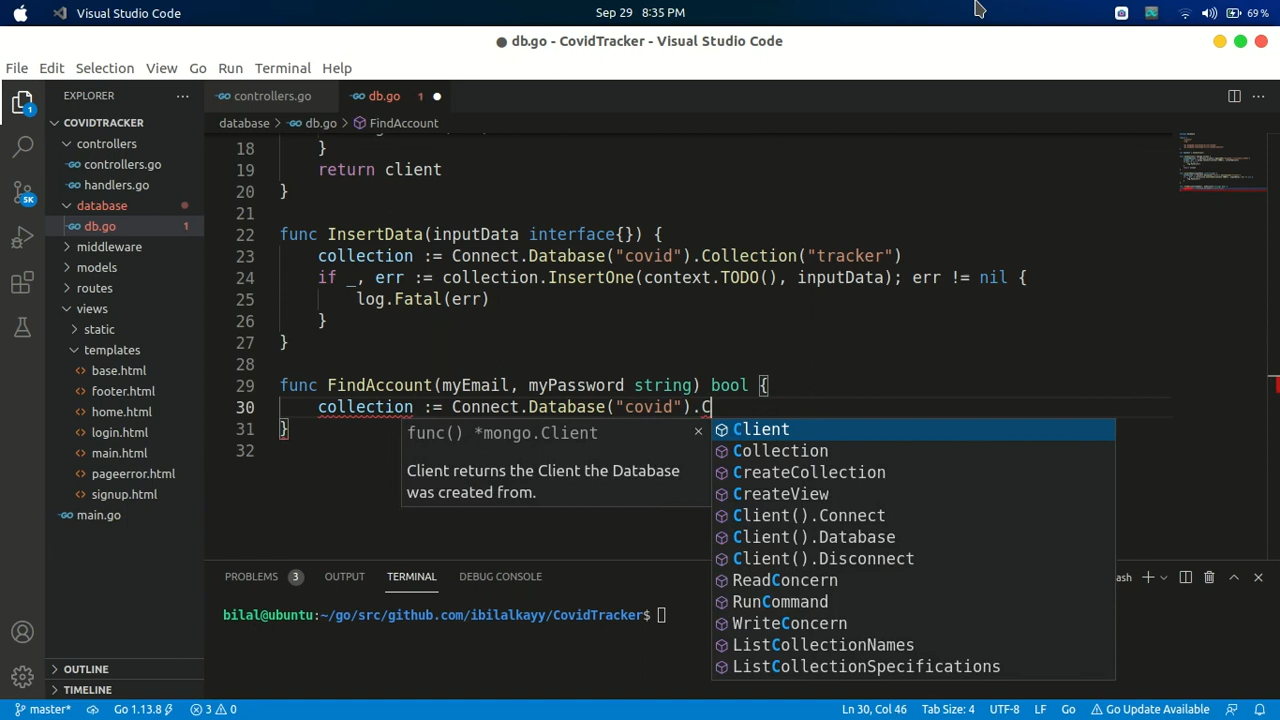 Visual Studio Code
Sep 29 8:35 PM
69 %
● db.go - CovidTracker - Visual Studio Code
File Edit Selection View Go Run Terminal Help
EXPLORER
controllers.go
db.go 1 ●
database > db.go > FindAccount
COVIDTRACKER
controllers
controllers.go
handlers.go
database
db.go 1
middleware
models
routes
views
static
templates
base.html
footer.html
home.html
login.html
main.html
pageerror.html
signup.html
main.go
OUTLINE
TIMELINE
1
5K
18 }
19 return client
20 }
21
22 func InsertData(inputData interface{}) {
23 collection := Connect.Database("covid").Collection("tracker")
24 if _, err := collection.InsertOne(context.TODO(), inputData); err != nil {
25 log.Fatal(err)
26 }
27 }
28
29 func FindAccount(myEmail, myPassword string) bool {
30 collection := Connect.Database("covid").C
31 }
32
func() *mongo.Client
Client returns the Client the Database
was created from.
Client
Collection
CreateCollection
CreateView
Client().Connect
Client().Database
Client().Disconnect
ReadConcern
RunCommand
WriteConcern
ListCollectionNames
ListCollectionSpecifications
PROBLEMS 3 OUTPUT TERMINAL DEBUG CONSOLE
ash
bilal@ubuntu:~/go/src/github.com/ibilalkayy/CovidTracker$
master* Go 1.13.8 3 0 Ln 30, Col 46 Tab Size: 4 UTF-8 LF Go Go Update Available